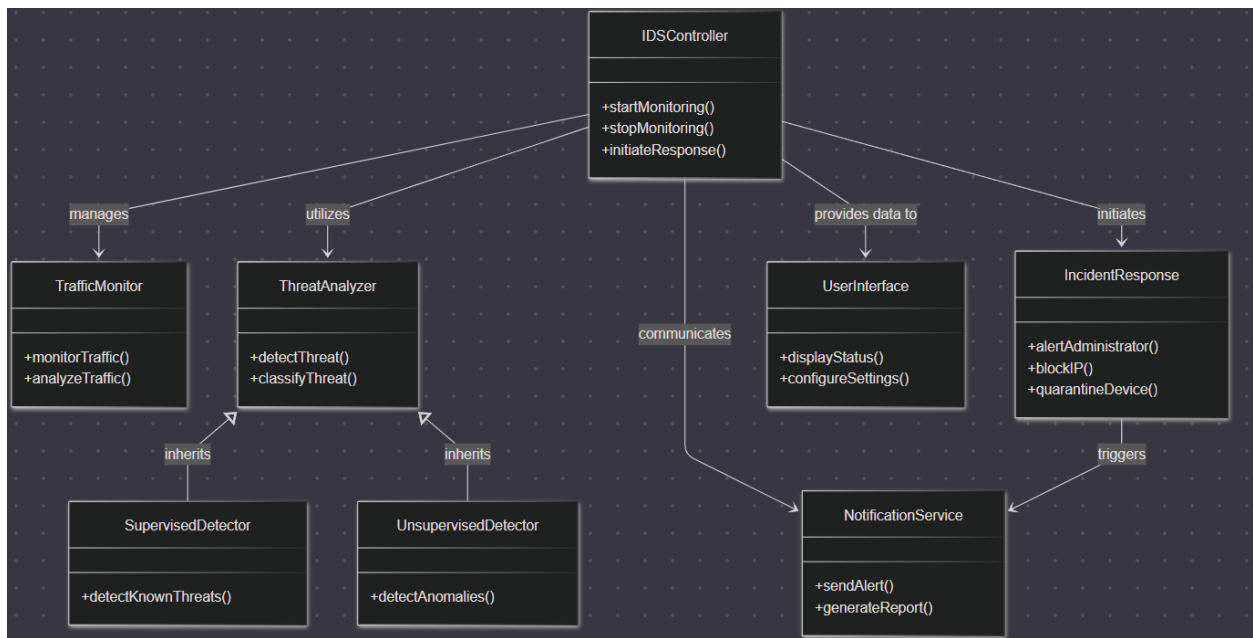 IDSController
+startMonitoring()
+stopMonitoring()
+initiateResponse()
manages
utilizes
provides data to
initiates
TrafficMonitor
+monitorTraffic()
+analyzeTraffic()
ThreatAnalyzer
+detectThreat()
+classifyThreat()
communicates
UserInterface
+displayStatus()
+configureSettings()
IncidentResponse
+alertAdministrator()
+blockIP()
+quarantineDevice()
inherits
inherits
triggers
SupervisedDetector
+detectKnownThreats()
UnsupervisedDetector
+detectAnomalies()
NotificationService
+sendAlert()
+generateReport()